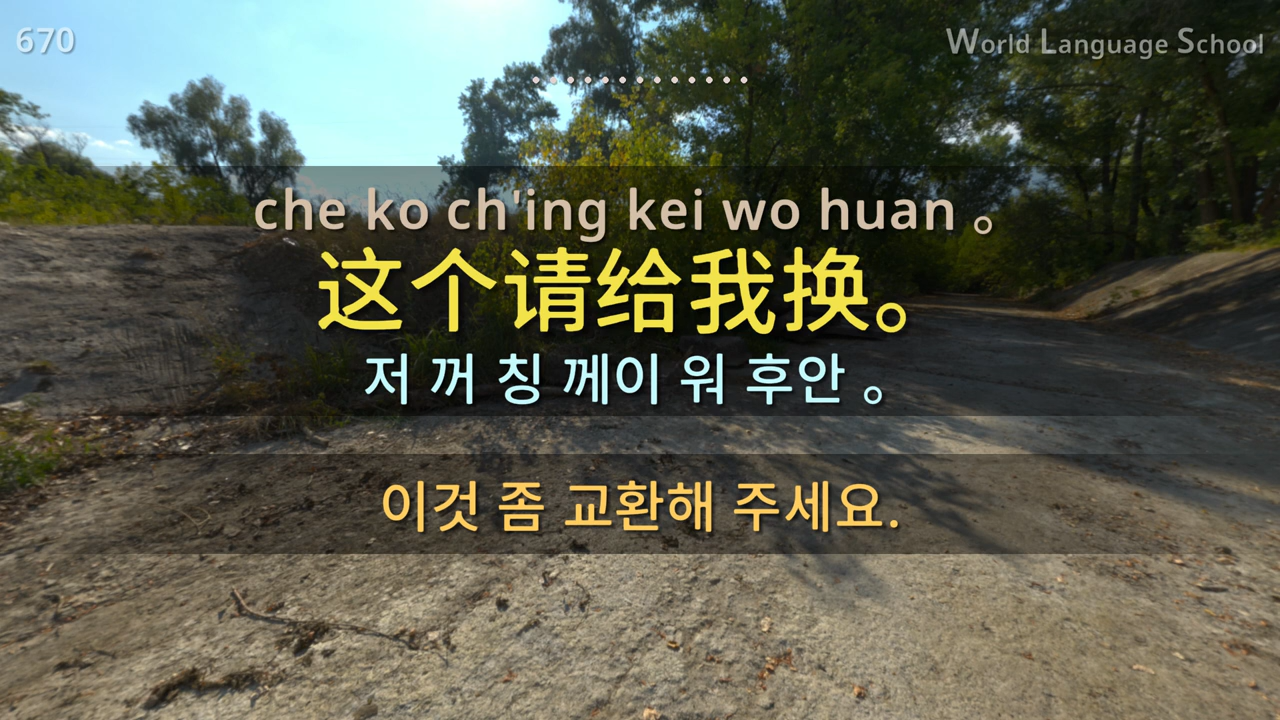 670
World Language School
che ko ch'ing kei wo huan 。
这个请给我换。
저 꺼 칭 께이 워 후안 。
이것 좀 교환해 주세요.